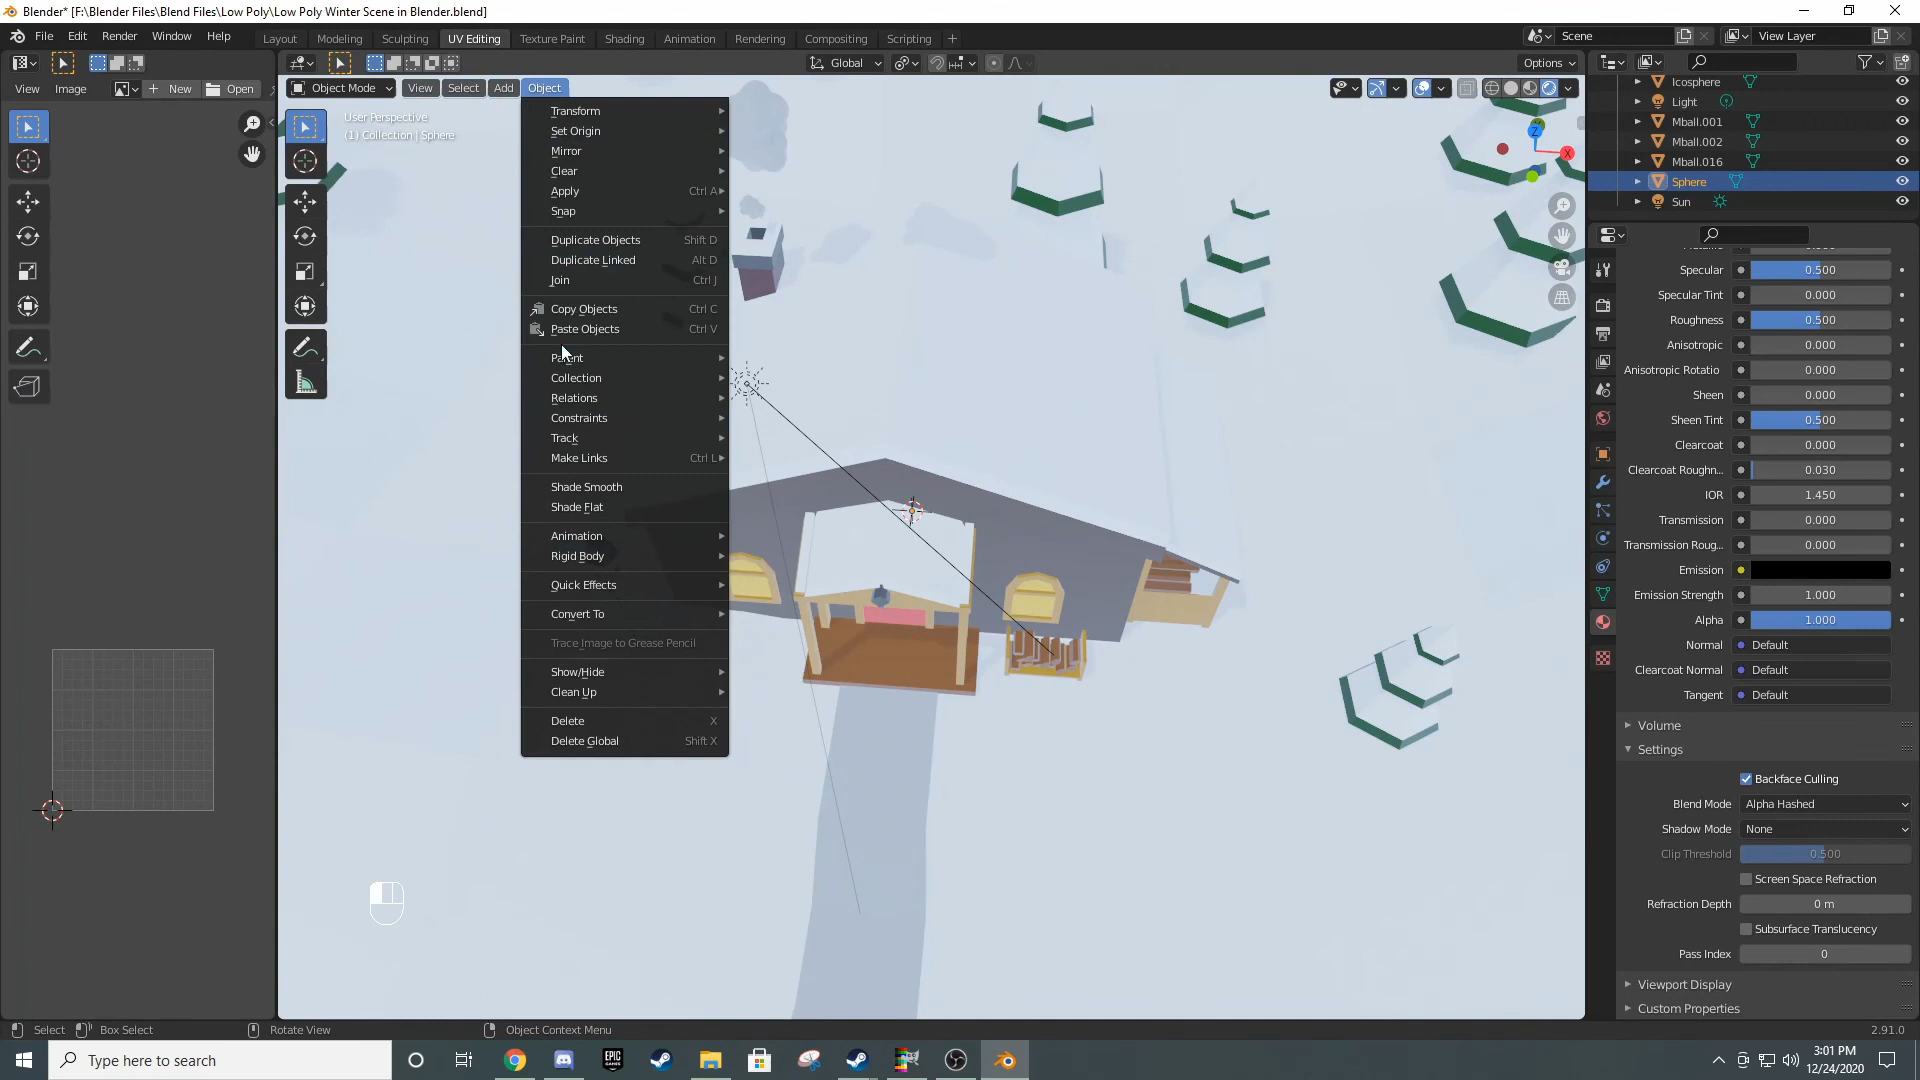 Blender* [F:\Blender Files\Blend Files\Low Poly\Low Poly Winter Scene in Blender.blend]
File Edit Render Window Help
Layout Modeling Sculpting UV Editing Texture Paint Shading Animation Rendering Compositing Scripting
Scene View Layer
Global Options
View Image New Open
Object Mode View Select Add Object
User Perspective
(1) Collection | Sphere
Transform
Set Origin
Mirror
Clear
Apply Ctrl A
Snap
Duplicate Objects Shift D
Duplicate Linked Alt D
Join Ctrl J
Copy Objects Ctrl C
Paste Objects Ctrl V
Parent
Collection
Relations
Constraints
Track
Make Links Ctrl L
Shade Smooth
Shade Flat
Animation
Rigid Body
Quick Effects
Convert To
Trace Image to Grease Pencil
Show/Hide
Clean Up
Delete X
Delete Global Shift X
Z
X
Icosphere
Light
Mball.001
Mball.002
Mball.016
Sphere
Sun
Specular 0.500
Specular Tint 0.000
Roughness 0.500
Anisotropic 0.000
Anisotropic Rotatio 0.000
Sheen 0.000
Sheen Tint 0.500
Clearcoat 0.000
Clearcoat Roughn... 0.030
IOR 1.450
Transmission 0.000
Transmission Roug... 0.000
Emission
Emission Strength 1.000
Alpha 1.000
Normal Default
Clearcoat Normal Default
Tangent Default
Volume
Settings
Backface Culling
Blend Mode Alpha Hashed
Shadow Mode None
Clip Threshold 0.500
Screen Space Refraction
Refraction Depth 0 m
Subsurface Translucency
Pass Index 0
Viewport Display
Custom Properties
Select Box Select Rotate View Object Context Menu 2.91.0
Type here to search
EPIC GAMES
3:01 PM
12/24/2020